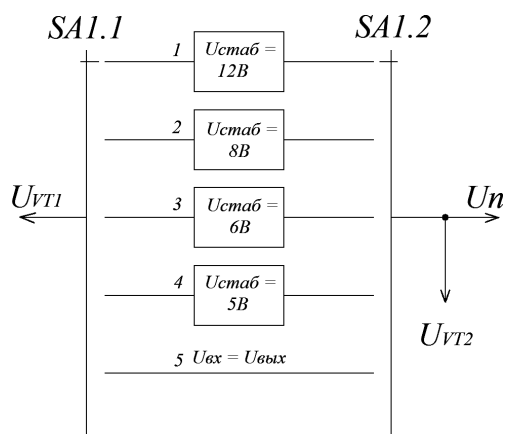 SA1.1 SA1.2
1 Uстаб =
12В
2 Uстаб =
8В
UVT1 3 Uстаб = Uп
6В
4 Uстаб =
5В
UVT2
5 Uвх = Uвых